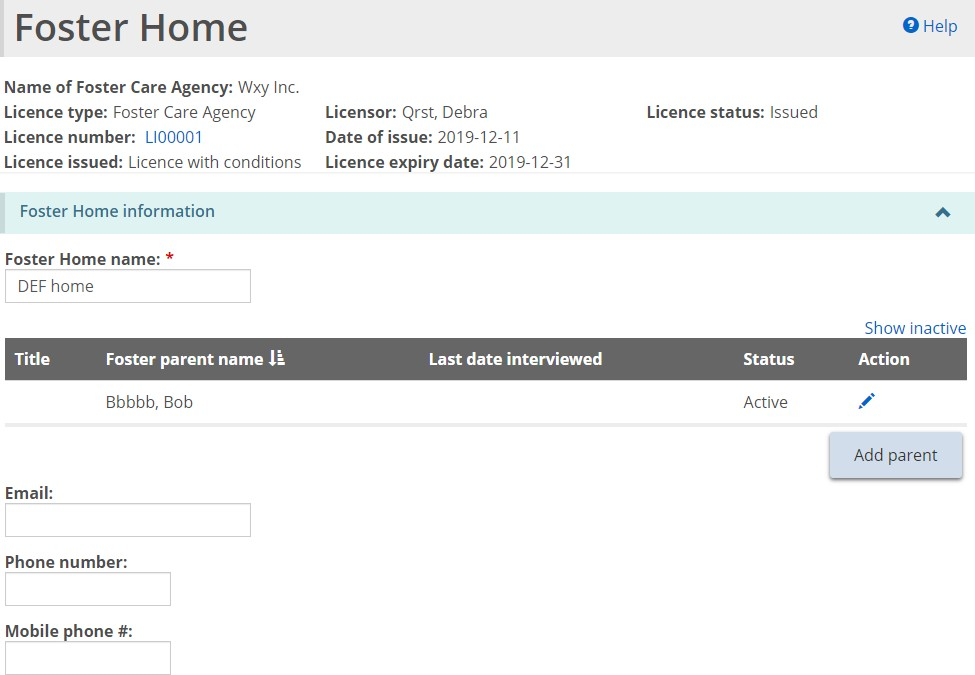 Foster Home
Help
Name of Foster Care Agency: Wxy Inc.
Licence type: Foster Care Agency Licensor: Qrst, Debra Licence status: Issued
Licence number: LI00001 Date of issue: 2019-12-11
Licence issued: Licence with conditions Licence expiry date: 2019-12-31
Foster Home information
Foster Home name: *
DEF home
Show inactive
Title Foster parent name Last date interviewed Status Action
Bbbbb, Bob Active
Add parent
Email:
Phone number:
Mobile phone #: